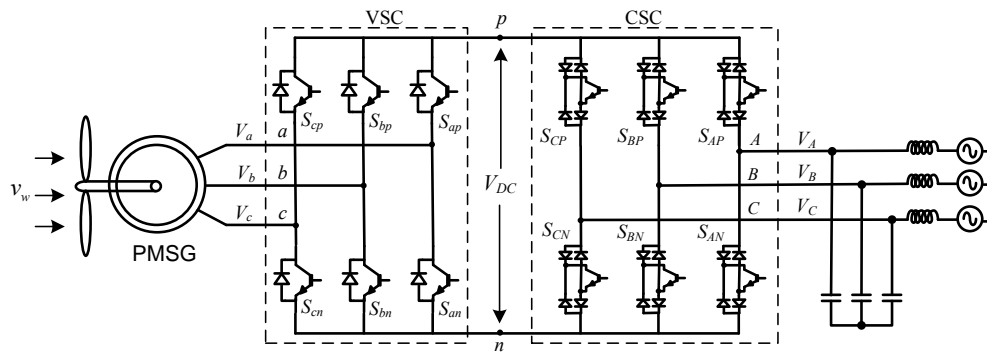 VSC
p
CSC
S_cp
S_bp
S_ap
S_CP
S_BP
S_AP
V_a
a
A
V_A
V_b
b
V_DC
B
V_B
V_c
c
C
V_C
v_w
PMSG
S_CN
S_BN
S_AN
S_cn
S_bn
S_an
n